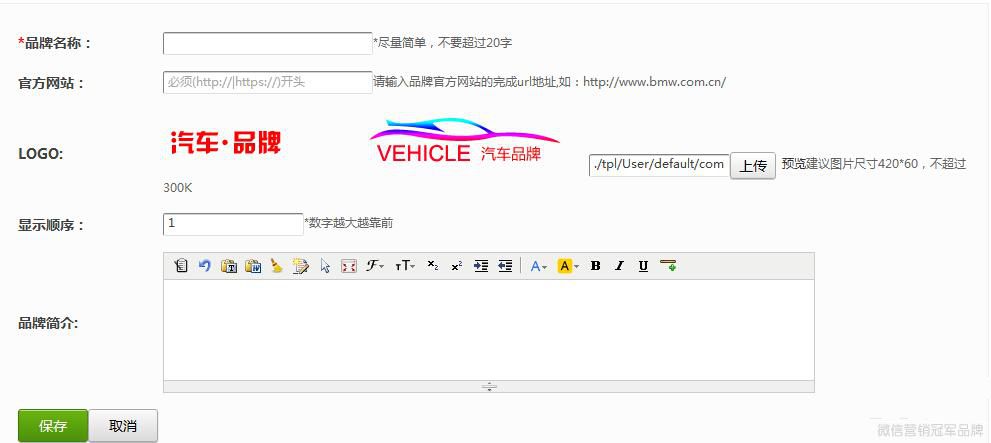 *品牌名称：
*尽量简单，不要超过20字
官方网站：
必须(http://|https://)开头
请输入品牌官方网站的完成url地址,如：http://www.bmw.com.cn/
LOGO:
汽车·品牌
VEHICLE 汽车品牌
./tpl/User/default/com
上传
预览建议图片尺寸420*60，不超过
300K
显示顺序：
1
*数字越大越靠前
品牌简介:
保存
取消
微信营销冠军品牌